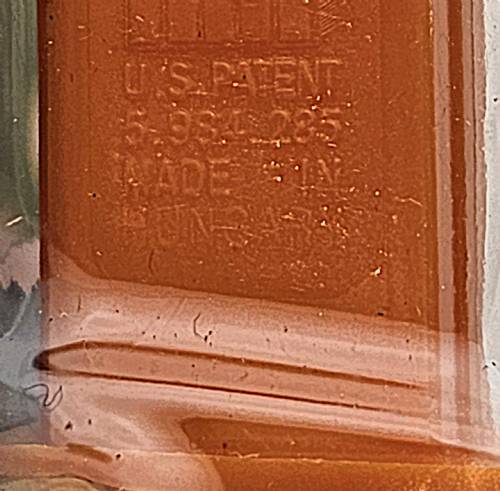 U.S. PATENT
5.984.285
MADE IN
HUNGARY